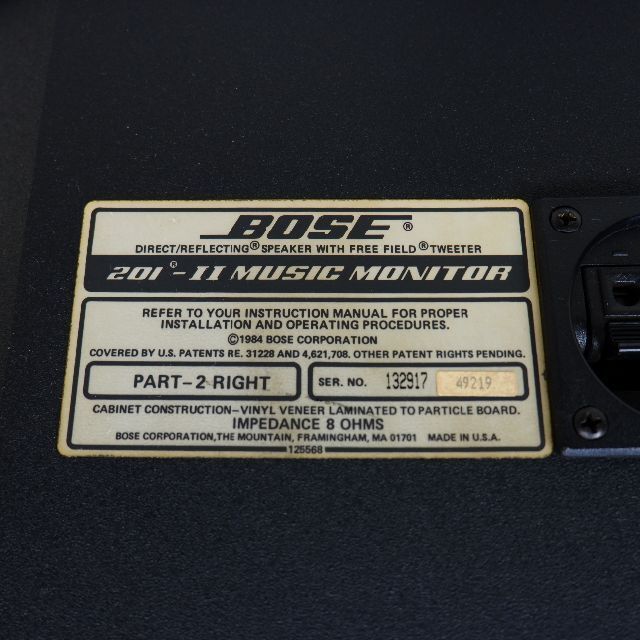 BOSE®
DIRECT/REFLECTING® SPEAKER WITH FREE FIELD® TWEETER
201®-II MUSIC MONITOR
REFER TO YOUR INSTRUCTION MANUAL FOR PROPER
INSTALLATION AND OPERATING PROCEDURES.
©1984 BOSE CORPORATION
COVERED BY U.S. PATENTS RE. 31228 AND 4,621,708. OTHER PATENT RIGHTS PENDING.
PART-2 RIGHT
SER. NO. 132917 49219
CABINET CONSTRUCTION-VINYL VENEER LAMINATED TO PARTICLE BOARD.
IMPEDANCE 8 OHMS
BOSE CORPORATION, THE MOUNTAIN, FRAMINGHAM, MA 01701 MADE IN U.S.A.
125568